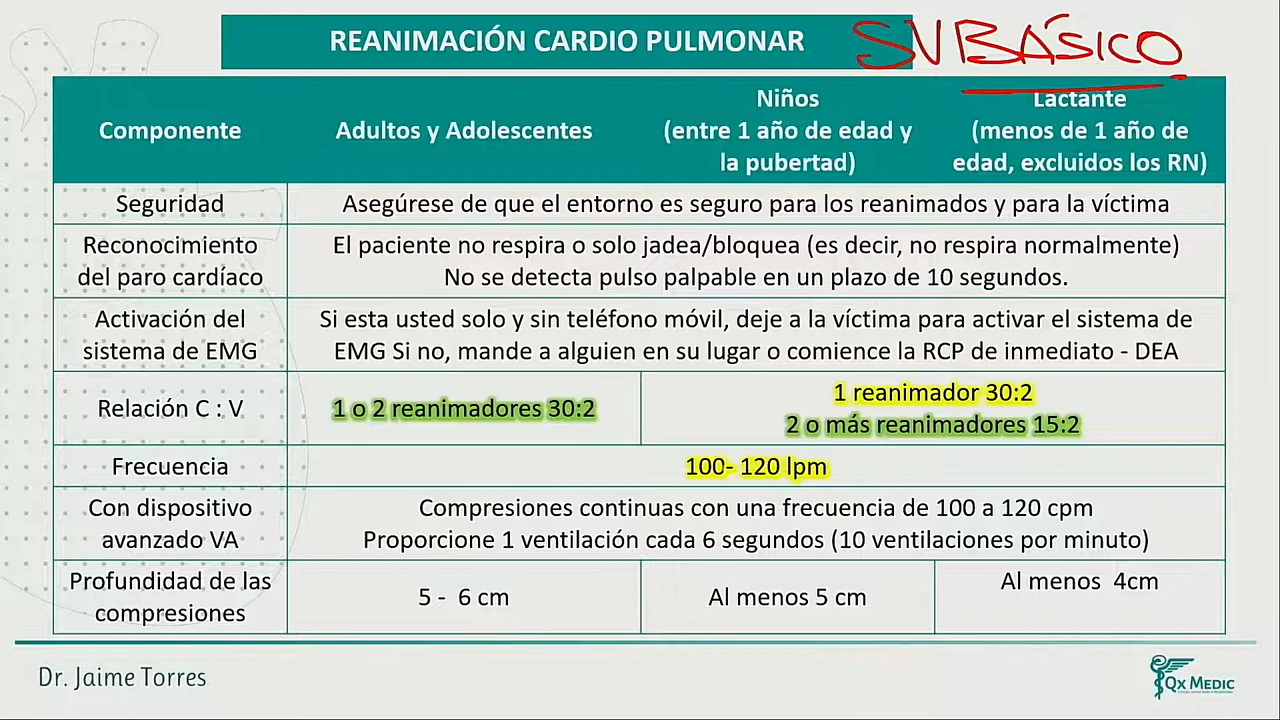 REANIMACIÓN CARDIO PULMONAR
SV BÁSICO
Componente
Adultos y Adolescentes
Niños
(entre 1 año de edad y
la pubertad)
Lactante
(menos de 1 año de
edad, excluidos los RN)
Seguridad
Asegúrese de que el entorno es seguro para los reanimados y para la víctima
Reconocimiento
del paro cardíaco
El paciente no respira o solo jadea/bloquea (es decir, no respira normalmente)
No se detecta pulso palpable en un plazo de 10 segundos.
Activación del
sistema de EMG
Si esta usted solo y sin teléfono móvil, deje a la víctima para activar el sistema de
EMG Si no, mande a alguien en su lugar o comience la RCP de inmediato - DEA
Relación C : V
1 o 2 reanimadores 30:2
1 reanimador 30:2
2 o más reanimadores 15:2
Frecuencia
100- 120 lpm
Con dispositivo
avanzado VA
Compresiones continuas con una frecuencia de 100 a 120 cpm
Proporcione 1 ventilación cada 6 segundos (10 ventilaciones por minuto)
Profundidad de las
compresiones
5 - 6 cm
Al menos 5 cm
Al menos 4cm
Dr. Jaime Torres
QX MEDIC